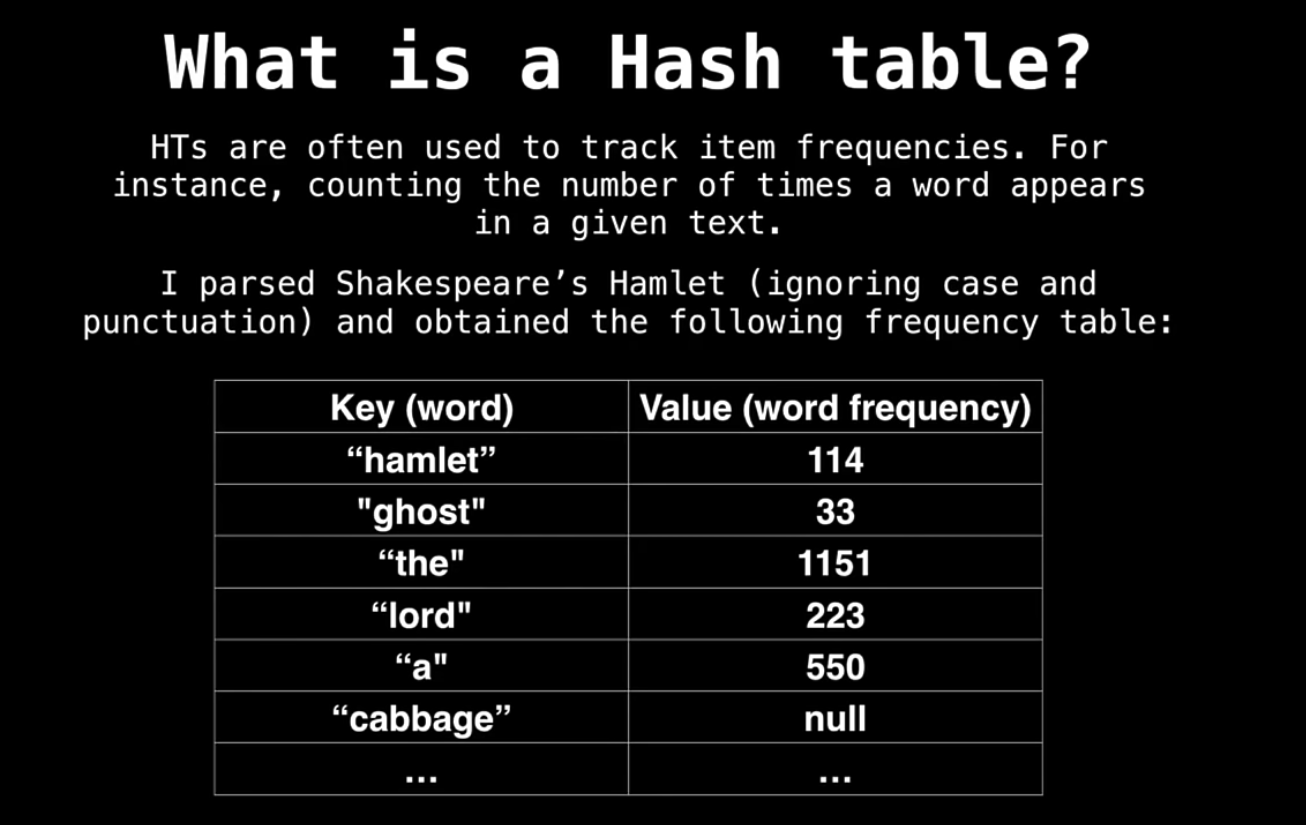 What is a Hash table?
HTs are often used to track item frequencies. For
instance, counting the number of times a word appears
in a given text.
I parsed Shakespeare’s Hamlet (ignoring case and
punctuation) and obtained the following frequency table:
Key (word) Value (word frequency)
“hamlet” 114
"ghost" 33
“the" 1151
“lord" 223
“a" 550
“cabbage” null
... ...